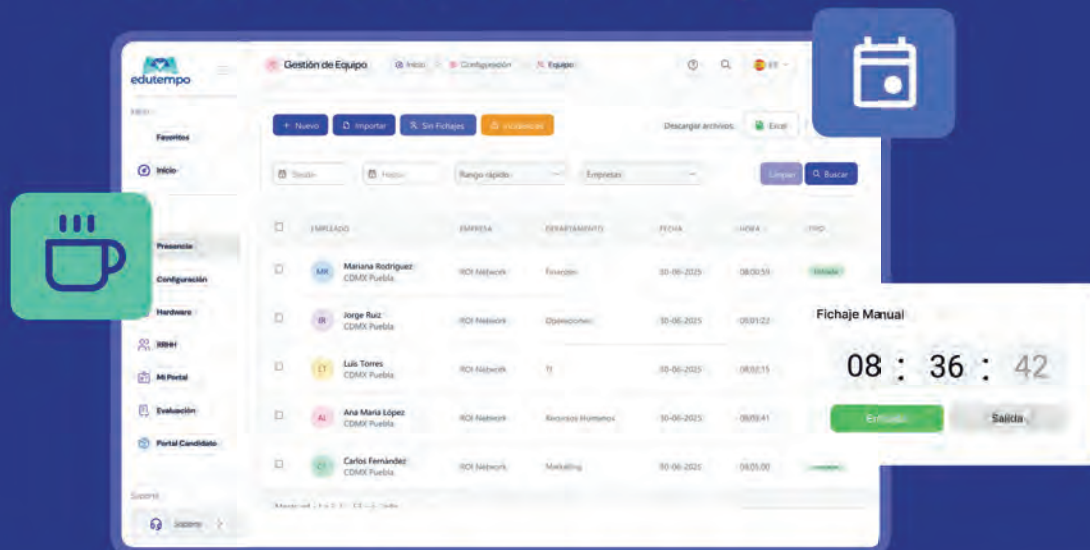 edutempo
Gestión de Equipo
Inicio
Configuración
Equipo
ES
Favoritos
Inicio
Presencia
Configuración
Hardware
RRHH
Mi Portal
Evaluación
Portal Candidato
Soporte
Soporte
+ Nuevo
Importar
Sin Fichajes
Incidencias
Descargar archivos:
Excel
Desde
Hasta
Rango rápido
Empresas
Limpiar
Buscar
EMPLEADO EMPRESA DEPARTAMENTO FECHA HORA TIPO
MR Mariana Rodriguez ROI Network Finanzas 30-06-2025 08:00:59 Entrada
CDMX Puebla
JR Jorge Ruiz ROI Network Operaciones 30-06-2025 08:01:22
CDMX Puebla
LT Luis Torres ROI Network TI 30-06-2025 08:02:15
CDMX Puebla
AL Ana Maria López ROI Network Recursos Humanos 30-06-2025 08:03:41
CDMX Puebla
CF Carlos Fernández ROI Network Marketing 30-06-2025 08:05:00
CDMX Puebla
Fichaje Manual
08 : 36 : 42
Entrada
Salida